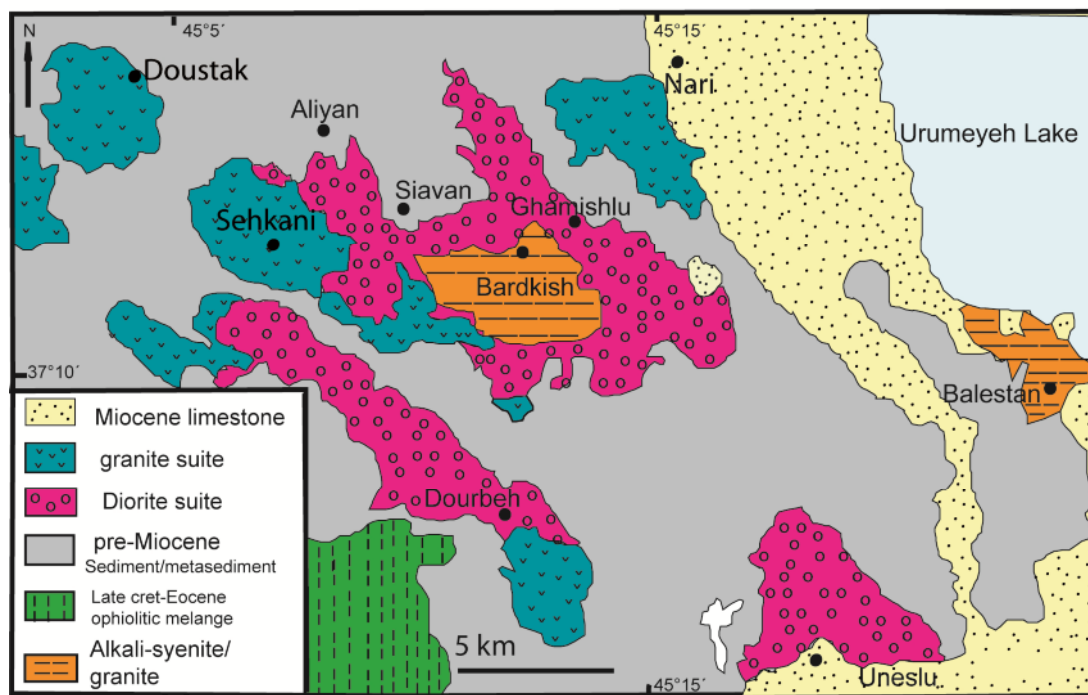 45°5´
45°15´
N
Doustak
Nari
Aliyan
Urumeyeh Lake
Siavan
Ghamishlu
Sehkani
Bardkish
37°10´
Balestan
Miocene limestone
granite suite
Diorite suite
Dourbeh
pre-Miocene
Sediment/metasediment
Late cret-Eocene
ophiolitic melange
5 km
Alkali-syenite/
granite
Uneslu
45°15´